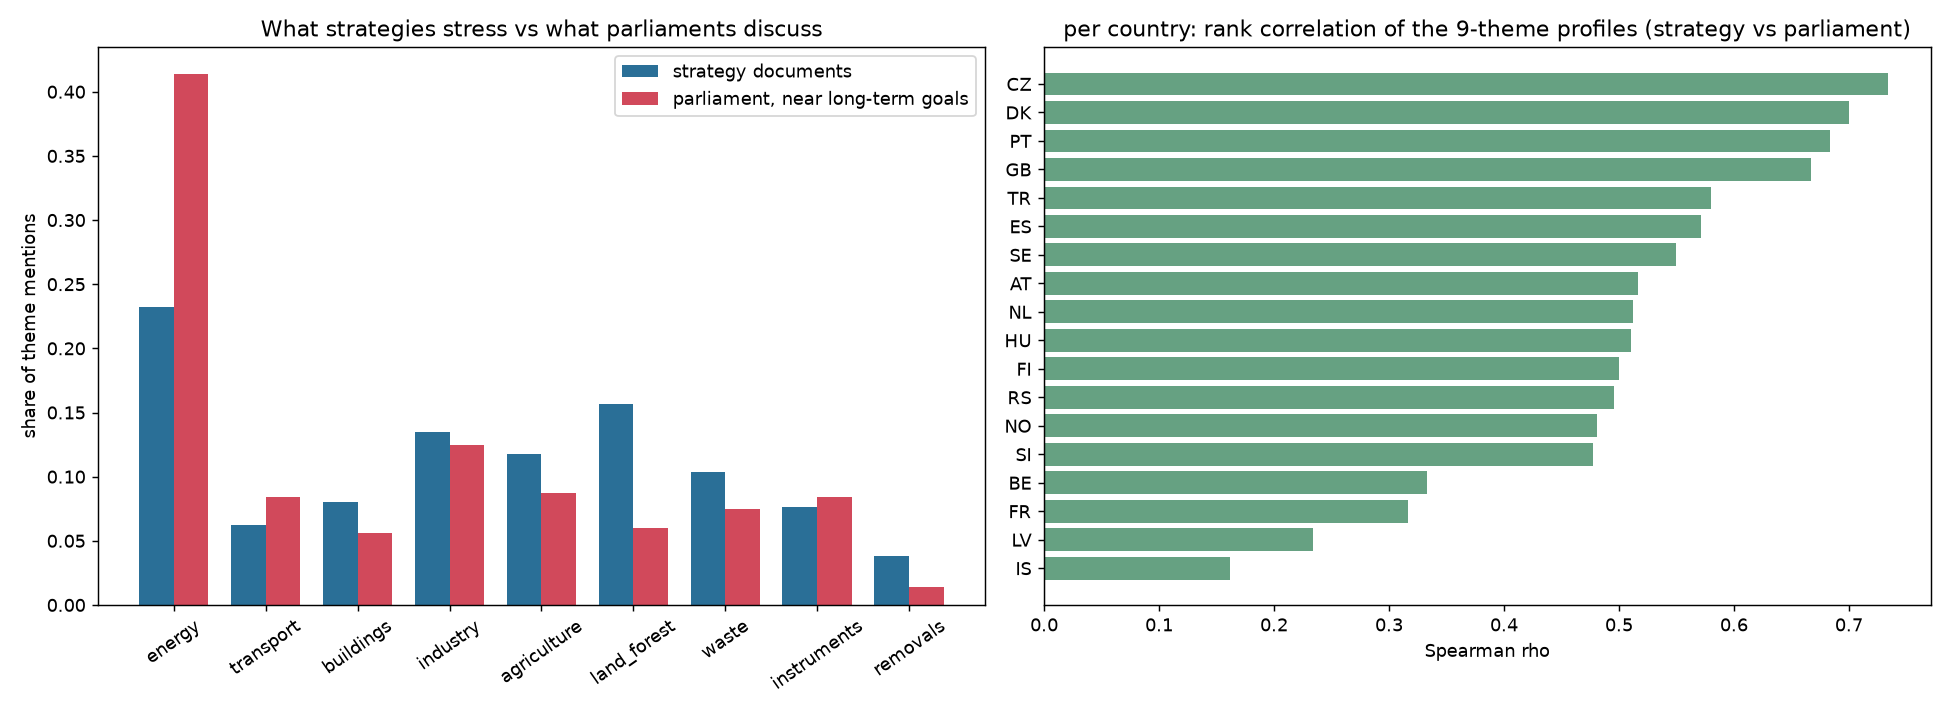 What strategies stress vs what parliaments discuss
strategy documents
parliament, near long-term goals
share of theme mentions
0.40
0.35
0.30
0.25
0.20
0.15
0.10
0.05
0.00
energy
transport
buildings
industry
agriculture
land_forest
waste
instruments
removals
per country: rank correlation of the 9-theme profiles (strategy vs parliament)
CZ
DK
PT
GB
TR
ES
SE
AT
NL
HU
FI
RS
NO
SI
BE
FR
LV
IS
0.0
0.1
0.2
0.3
0.4
0.5
0.6
0.7
Spearman rho